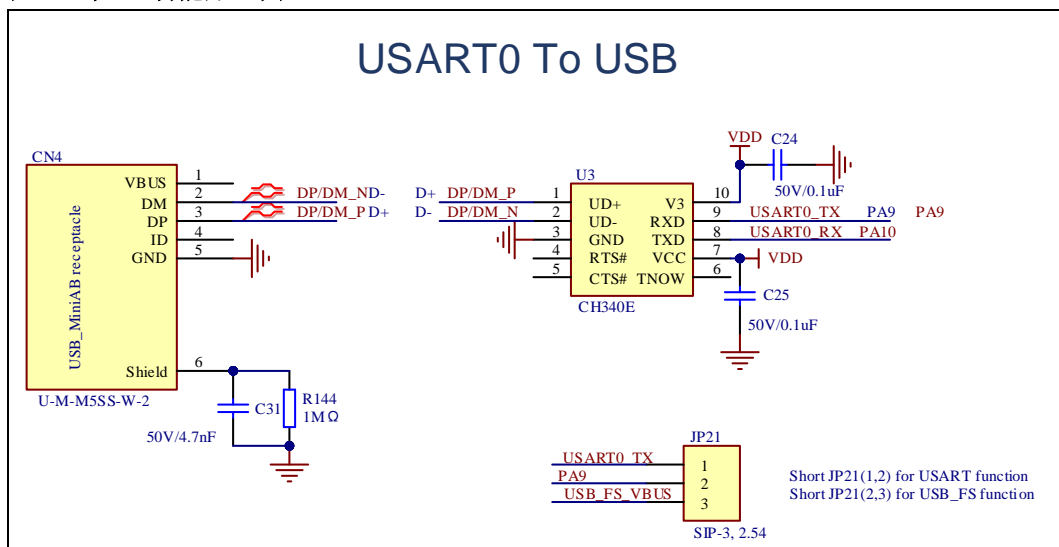 USART0 To USB
CN4
VBUS 1
DM 2
DP 3
ID 4
GND 5
Shield 6
USB_MiniAB receptacle
U-M-M5SS-W-2
DP/DM_N D-
DP/DM_P D+
C31
50V/4.7nF
R144
1MΩ
D+ DP/DM_P
D- DP/DM_N
U3
1 UD+
2 UD-
3 GND
4 RTS#
5 CTS#
V3 10
RXD 9
TXD 8
VCC 7
TNOW 6
CH340E
VDD
C24
50V/0.1uF
USART0_TX PA9 PA9
USART0_RX PA10
VDD
C25
50V/0.1uF
JP21
USART0_TX 1
PA9 2
USB_FS_VBUS 3
SIP-3, 2.54
Short JP21(1,2) for USART function
Short JP21(2,3) for USB_FS function